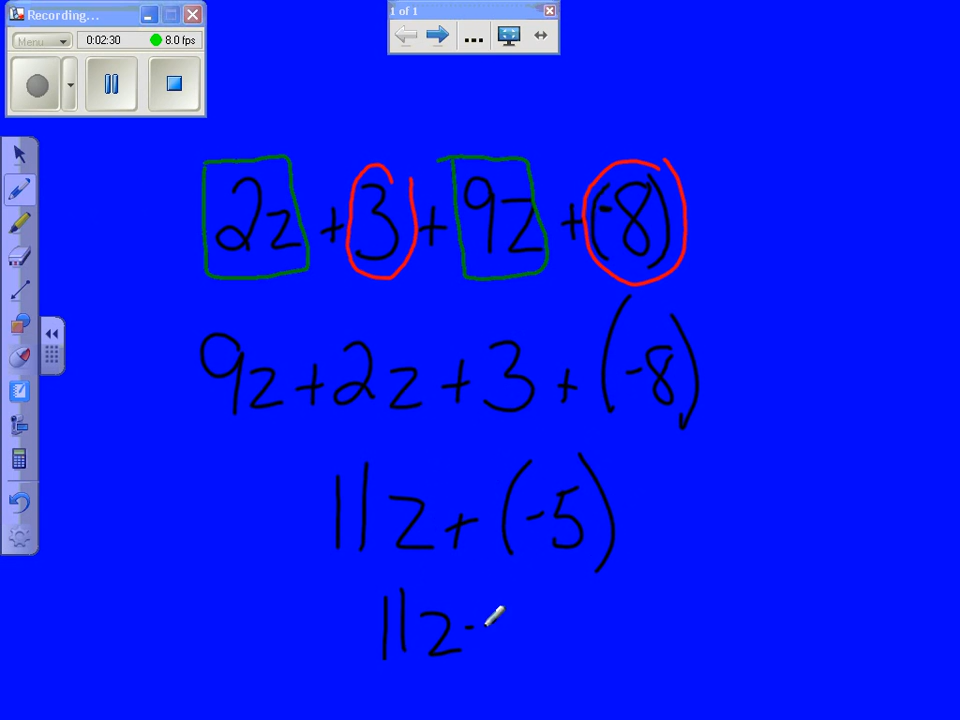 Recording...
1 of 1
Menu
0:02:30
8.0 fps
...
2z + 3 + 9z + (-8)
9z + 2z + 3 + (-8)
11z + (-5)
11z -